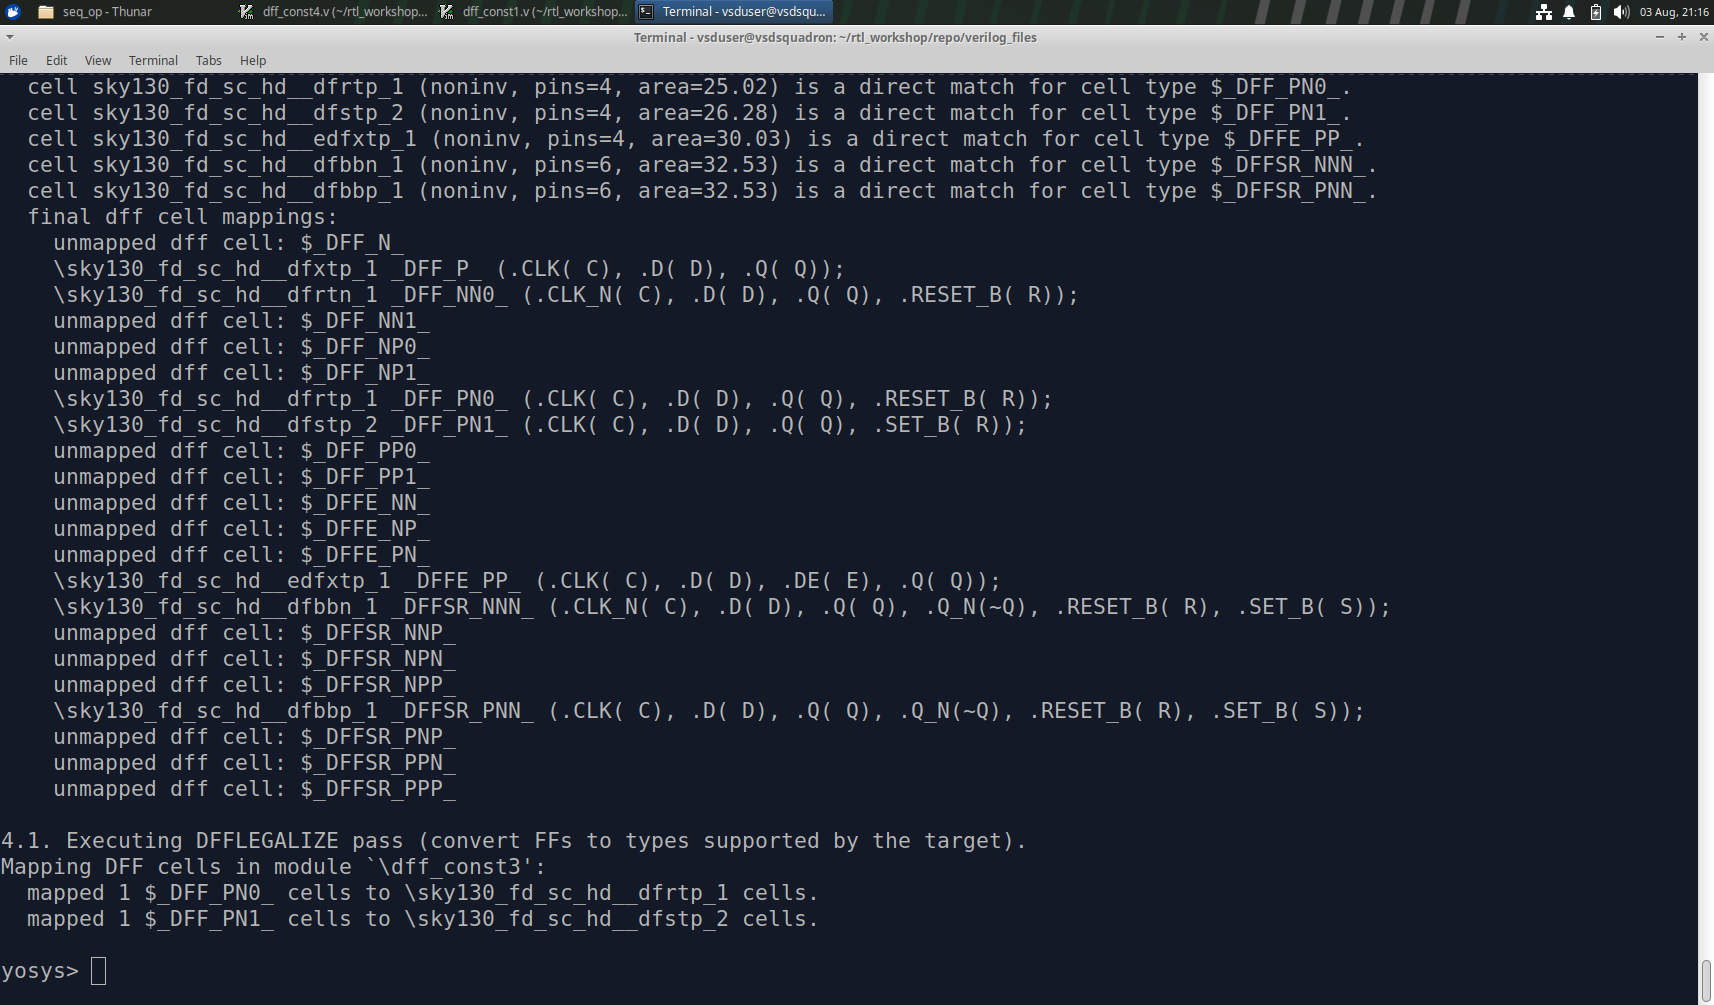 seq_op - Thunar
dff_const4.v (~/rtl_workshop...
dff_const1.v (~/rtl_workshop...
Terminal - vsduser@vsdsqu...
03 Aug, 21:16
Terminal - vsduser@vsdsquadron: ~/rtl_workshop/repo/verilog_files
File Edit View Terminal Tabs Help
  cell sky130_fd_sc_hd__dfrtp_1 (noninv, pins=4, area=25.02) is a direct match for cell type $_DFF_PN0_.
  cell sky130_fd_sc_hd__dfstp_2 (noninv, pins=4, area=26.28) is a direct match for cell type $_DFF_PN1_.
  cell sky130_fd_sc_hd__edfxtp_1 (noninv, pins=4, area=30.03) is a direct match for cell type $_DFFE_PP_.
  cell sky130_fd_sc_hd__dfbbn_1 (noninv, pins=6, area=32.53) is a direct match for cell type $_DFFSR_NNN_.
  cell sky130_fd_sc_hd__dfbbp_1 (noninv, pins=6, area=32.53) is a direct match for cell type $_DFFSR_PNN_.
  final dff cell mappings:
    unmapped dff cell: $_DFF_N_
    \sky130_fd_sc_hd__dfxtp_1 _DFF_P_ (.CLK( C), .D( D), .Q( Q));
    \sky130_fd_sc_hd__dfrtn_1 _DFF_NN0_ (.CLK_N( C), .D( D), .Q( Q), .RESET_B( R));
    unmapped dff cell: $_DFF_NN1_
    unmapped dff cell: $_DFF_NP0_
    unmapped dff cell: $_DFF_NP1_
    \sky130_fd_sc_hd__dfrtp_1 _DFF_PN0_ (.CLK( C), .D( D), .Q( Q), .RESET_B( R));
    \sky130_fd_sc_hd__dfstp_2 _DFF_PN1_ (.CLK( C), .D( D), .Q( Q), .SET_B( R));
    unmapped dff cell: $_DFF_PP0_
    unmapped dff cell: $_DFF_PP1_
    unmapped dff cell: $_DFFE_NN_
    unmapped dff cell: $_DFFE_NP_
    unmapped dff cell: $_DFFE_PN_
    \sky130_fd_sc_hd__edfxtp_1 _DFFE_PP_ (.CLK( C), .D( D), .DE( E), .Q( Q));
    \sky130_fd_sc_hd__dfbbn_1 _DFFSR_NNN_ (.CLK_N( C), .D( D), .Q( Q), .Q_N(~Q), .RESET_B( R), .SET_B( S));
    unmapped dff cell: $_DFFSR_NNP_
    unmapped dff cell: $_DFFSR_NPN_
    unmapped dff cell: $_DFFSR_NPP_
    \sky130_fd_sc_hd__dfbbp_1 _DFFSR_PNN_ (.CLK( C), .D( D), .Q( Q), .Q_N(~Q), .RESET_B( R), .SET_B( S));
    unmapped dff cell: $_DFFSR_PNP_
    unmapped dff cell: $_DFFSR_PPN_
    unmapped dff cell: $_DFFSR_PPP_
4.1. Executing DFFLEGALIZE pass (convert FFs to types supported by the target).
Mapping DFF cells in module `\dff_const3':
  mapped 1 $_DFF_PN0_ cells to \sky130_fd_sc_hd__dfrtp_1 cells.
  mapped 1 $_DFF_PN1_ cells to \sky130_fd_sc_hd__dfstp_2 cells.
yosys>